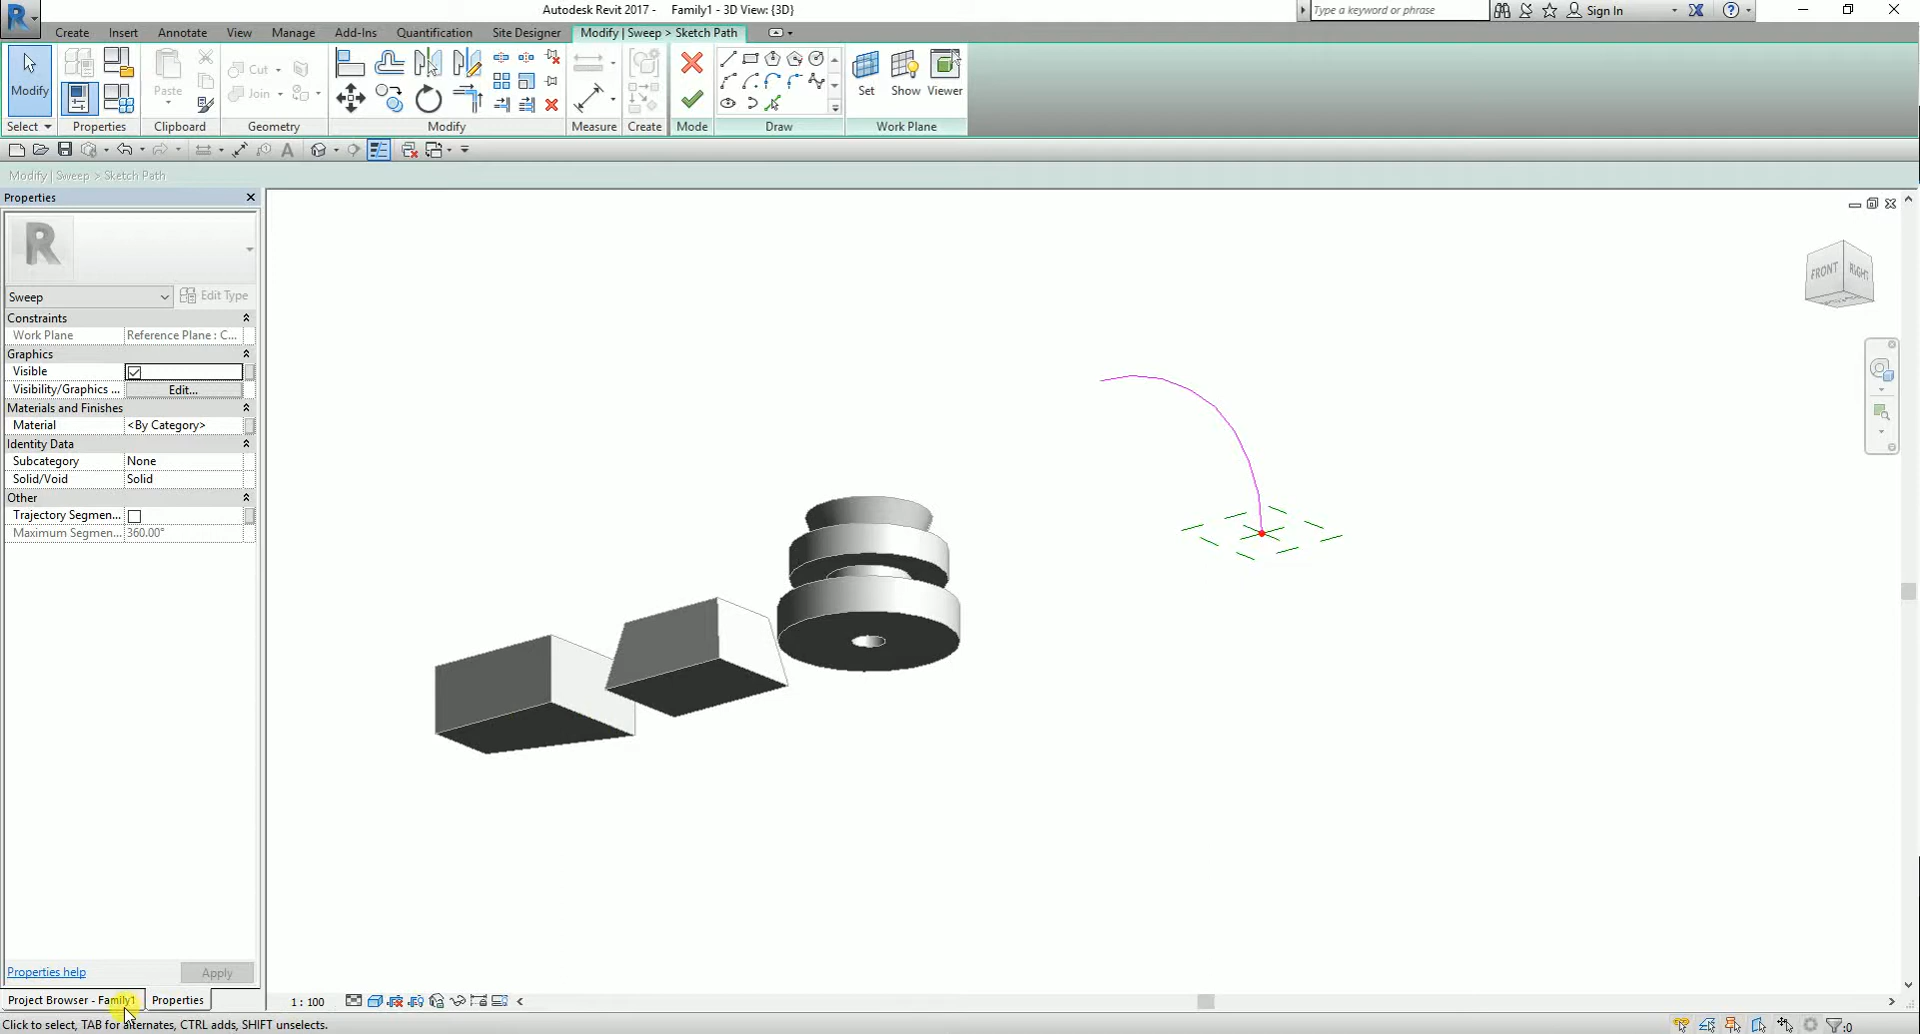 Autodesk Revit 2017 - Family1 - 3D View: {3D}
Type a keyword or phrase
Sign In
Create Insert Annotate View Manage Add-Ins Quantification Site Designer Modify | Sweep > Sketch Path
Modify
Paste
Cut
Join
Set Show Viewer
Select Properties Clipboard Geometry Modify Measure Create Mode Draw Work Plane
Modify | Sweep > Sketch Path
Properties
Sweep
Edit Type
Constraints
Work Plane Reference Plane : C...
Graphics
Visible
Visibility/Graphics ... Edit...
Materials and Finishes
Material <By Category>
Identity Data
Subcategory None
Solid/Void Solid
Other
Trajectory Segmen...
Maximum Segmen... 360.00°
FRONT
RIGHT
Properties help
Apply
Project Browser - Family1 Properties
1 : 100
Click to select, TAB for alternates, CTRL adds, SHIFT unselects.
:0